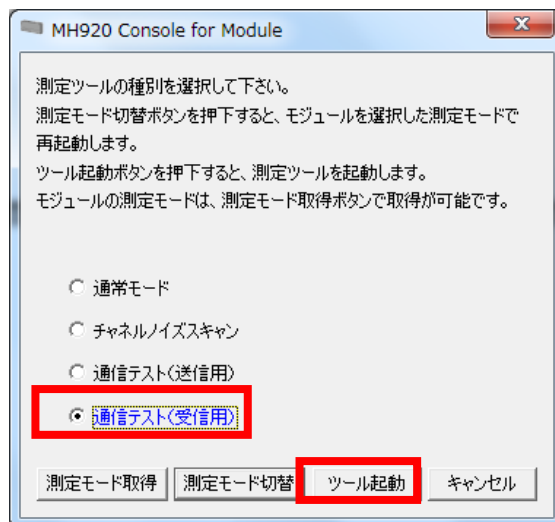 MH920 Console for Module
測定ツールの種別を選択して下さい。
測定モード切替ボタンを押下すると、モジュールを選択した測定モードで
再起動します。
ツール起動ボタンを押下すると、測定ツールを起動します。
モジュールの測定モードは、測定モード取得ボタンで取得が可能です。
通常モード
チャネルノイズスキャン
通信テスト(送信用)
通信テスト(受信用)
測定モード取得 測定モード切替 ツール起動 キャンセル